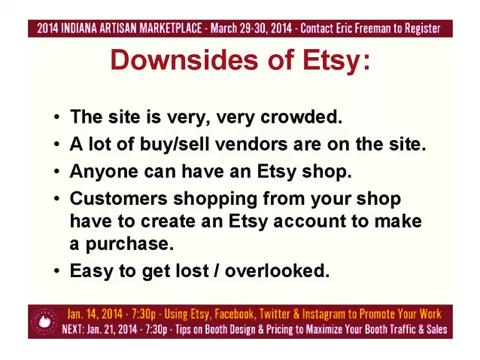 2014 INDIANA ARTISAN MARKETPLACE - March 29-30, 2014 - Contact Eric Freeman to Register
Downsides of Etsy:
• The site is very, very crowded.
• A lot of buy/sell vendors are on the site.
• Anyone can have an Etsy shop.
• Customers shopping from your shop
have to create an Etsy account to make
a purchase.
• Easy to get lost / overlooked.
Jan. 14, 2014 - 7:30p - Using Etsy, Facebook, Twitter & Instagram to Promote Your Work
NEXT: Jan. 21, 2014 - 7:30p - Tips on Booth Design & Pricing to Maximize Your Booth Traffic & Sales